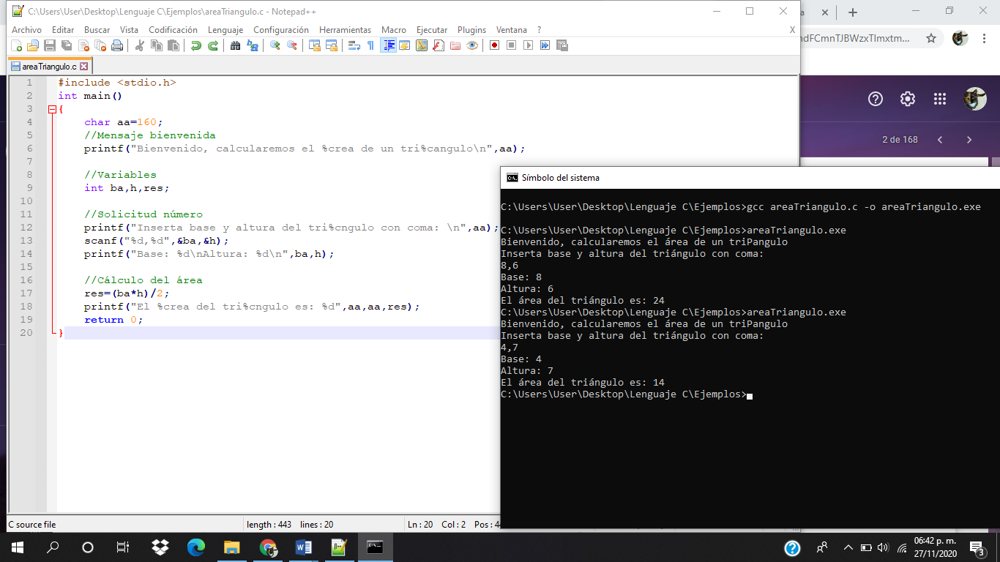 C:\Users\User\Desktop\Lenguaje C\Ejemplos\areaTriangulo.c - Notepad++
Archivo Editar Buscar Vista Codificación Lenguaje Configuración Herramientas Macro Ejecutar Plugins Ventana ? X
areaTriangulo.c
1 #include <stdio.h>
2 int main()
3 {
4 char aa=160;
5 //Mensaje bienvenida
6 printf("Bienvenido, calcularemos el %crea de un tri%cangulo\n",aa);
7
8 //Variables
9 int ba,h,res;
10
11 //Solicitud número
12 printf("Inserta base y altura del tri%cngulo con coma: \n",aa);
13 scanf("%d,%d",&ba,&h);
14 printf("Base: %d\nAltura: %d\n",ba,h);
15
16 //Cálculo del área
17 res=(ba*h)/2;
18 printf("El %crea del tri%cngulo es: %d",aa,aa,res);
19 return 0;
20 }
C source file length : 443 lines : 20 Ln : 20 Col : 2 Pos : 44
a
ndFCmnTJBWzxTlmxtm...
2 de 168
Símbolo del sistema
C:\Users\User\Desktop\Lenguaje C\Ejemplos>gcc areaTriangulo.c -o areaTriangulo.exe
C:\Users\User\Desktop\Lenguaje C\Ejemplos>areaTriangulo.exe
Bienvenido, calcularemos el área de un triPangulo
Inserta base y altura del triángulo con coma:
8,6
Base: 8
Altura: 6
El área del triángulo es: 24
C:\Users\User\Desktop\Lenguaje C\Ejemplos>areaTriangulo.exe
Bienvenido, calcularemos el área de un triPangulo
Inserta base y altura del triángulo con coma:
4,7
Base: 4
Altura: 7
El área del triángulo es: 14
C:\Users\User\Desktop\Lenguaje C\Ejemplos>
06:42 p. m.
27/11/2020
3